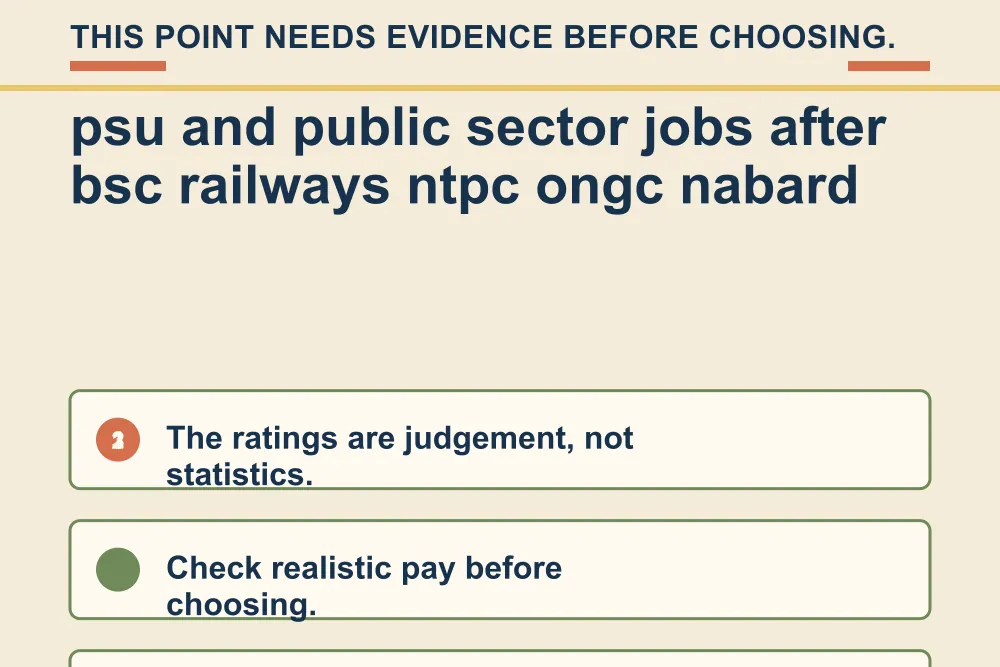 THIS POINT NEEDS EVIDENCE BEFORE CHOOSING.
psu and public sector jobs after
bsc railways ntpc ongc nabard
The ratings are judgement, not
statistics.
Check realistic pay before
choosing.